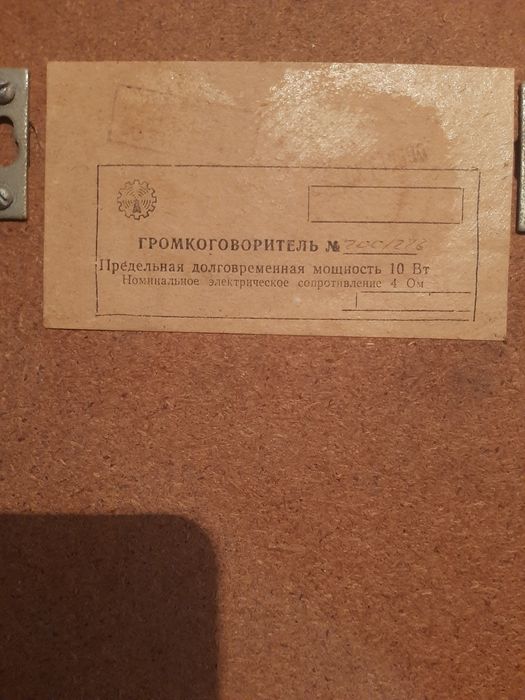 ГРОМКОГОВОРИТЕЛЬ №
Предельная долговременная мощность 10 Вт
Номинальное электрическое сопротивление 4 Ом